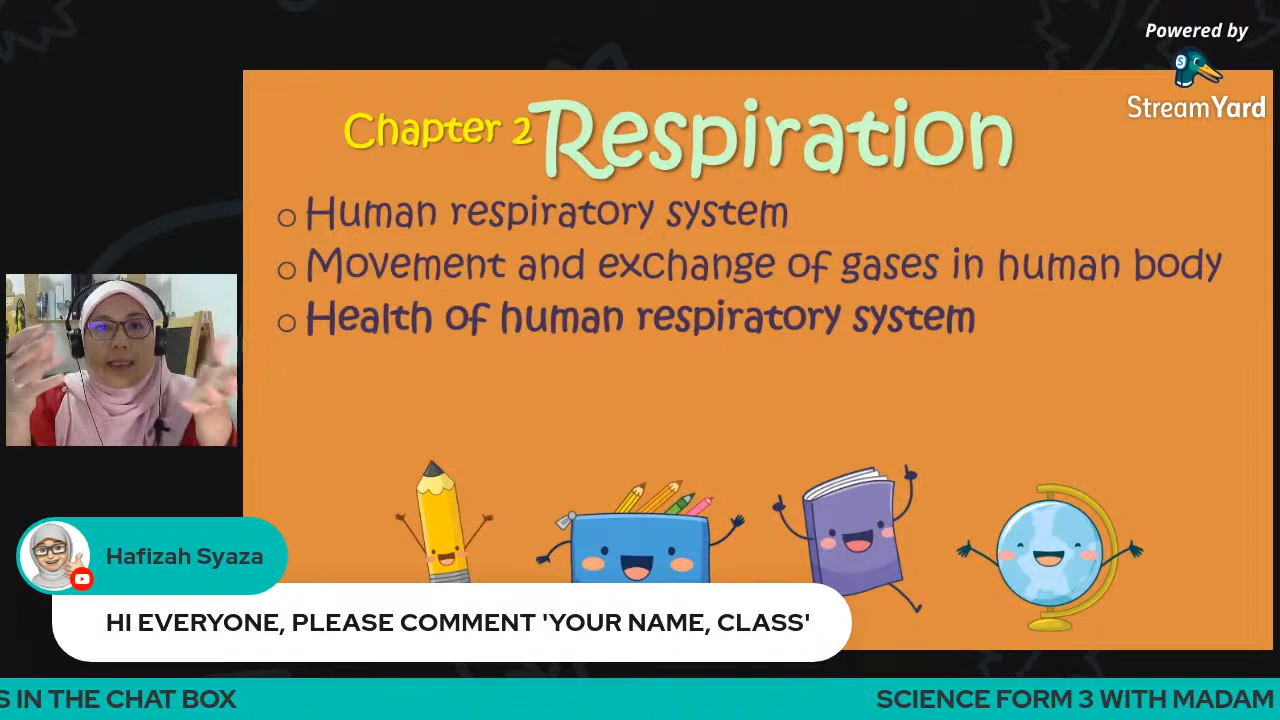 Powered by
StreamYard
Chapter 2 Respiration
Human respiratory system
Movement and exchange of gases in human body
Health of human respiratory system
Hafizah Syaza
HI EVERYONE, PLEASE COMMENT 'YOUR NAME, CLASS'
S IN THE CHAT BOX
SCIENCE FORM 3 WITH MADAM